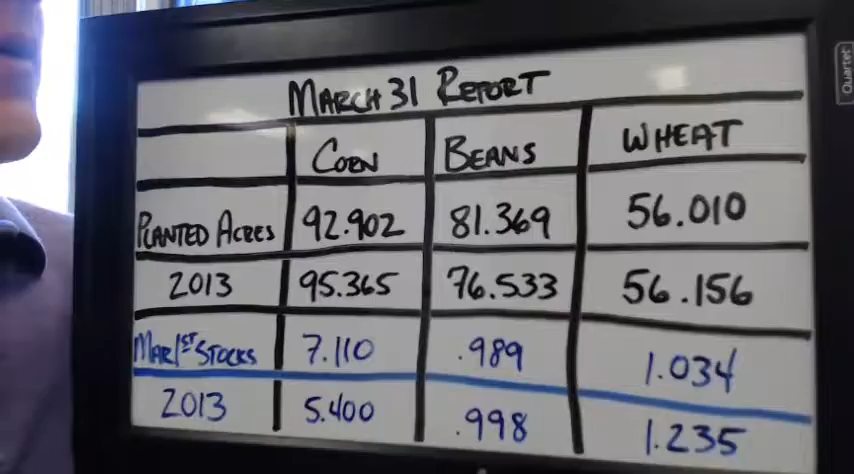 MARCH 31 REPORT
CORN BEANS WHEAT
PLANTED ACRES 92.902 81.369 56.010
2013 95.365 76.533 56.156
MAR 1ST STOCKS 7.110 .989 1.034
2013 5.400 .998 1.235
Quartet